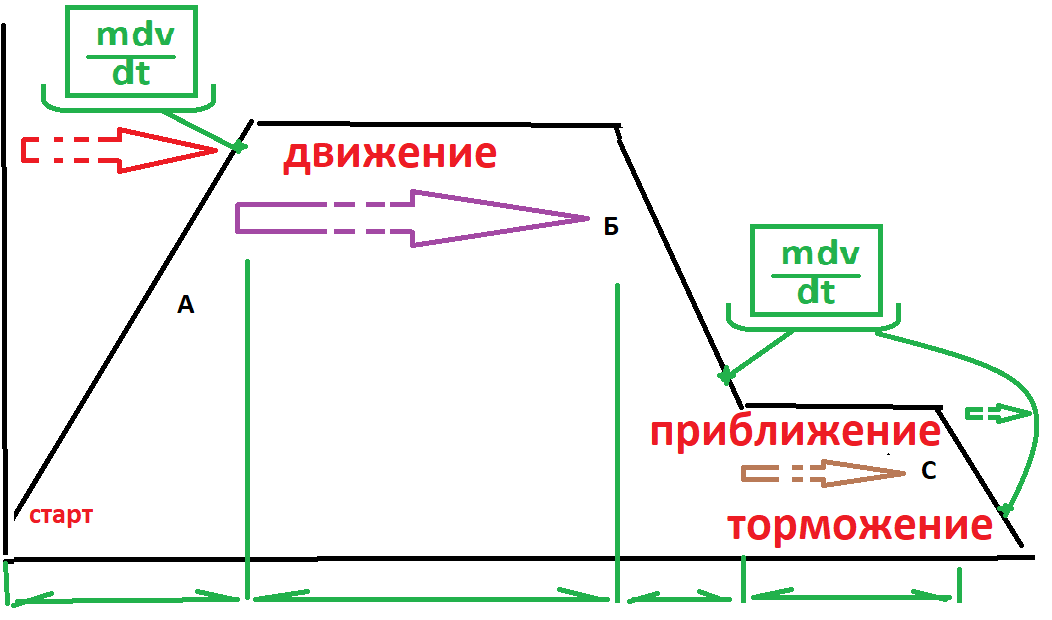 mdv
dt
движение
Б
А
mdv
dt
приближение
С
старт
торможение